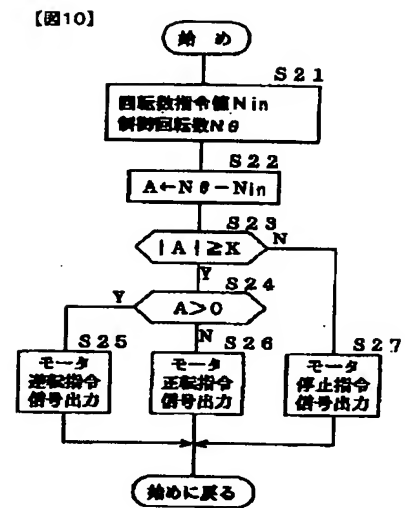 【図10】
始め
S21
回転数指令値Nin
制御回転数Nθ
S22
A←Nθ−Nin
S23
|A|≧K
N
Y
S24
Y
A>0
N
S25
S26
S27
モータ
逆転指令
信号出力
モータ
正転指令
信号出力
モータ
停止指令
信号出力
始めに戻る